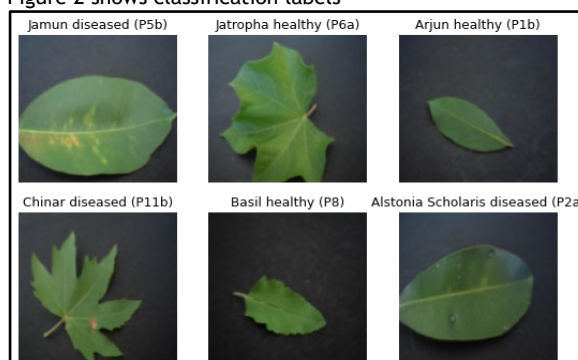 Figure 2 shows classification labels
Jamun diseased (P5b)
Jatropha healthy (P6a)
Arjun healthy (P1b)
Chinar diseased (P11b)
Basil healthy (P8)
Alstonia Scholaris diseased (P2a